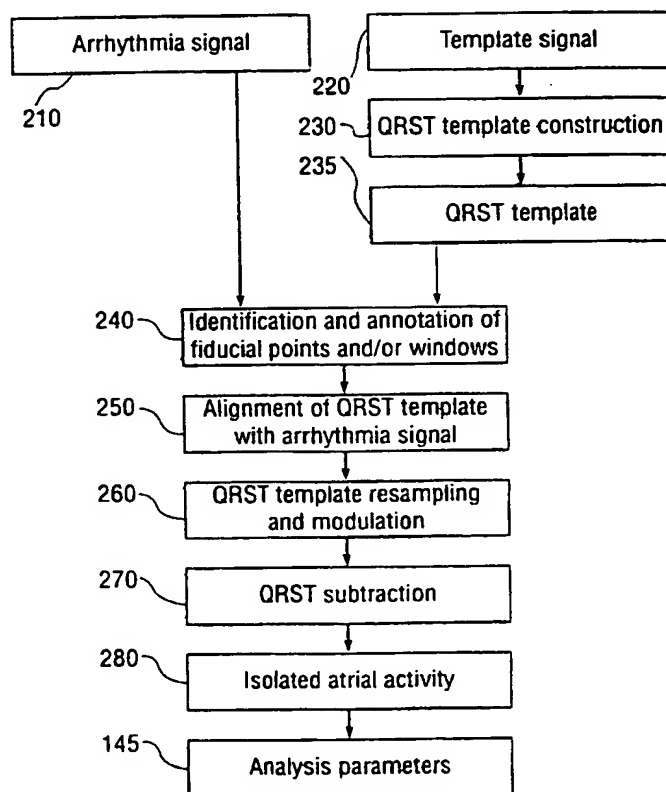 Arrhythmia signal
210
Template signal
220
230
QRST template construction
235
QRST template
240
Identification and annotation of
fiducial points and/or windows
250
Alignment of QRST template
with arrhythmia signal
260
QRST template resampling
and modulation
270
QRST subtraction
280
Isolated atrial activity
145
Analysis parameters